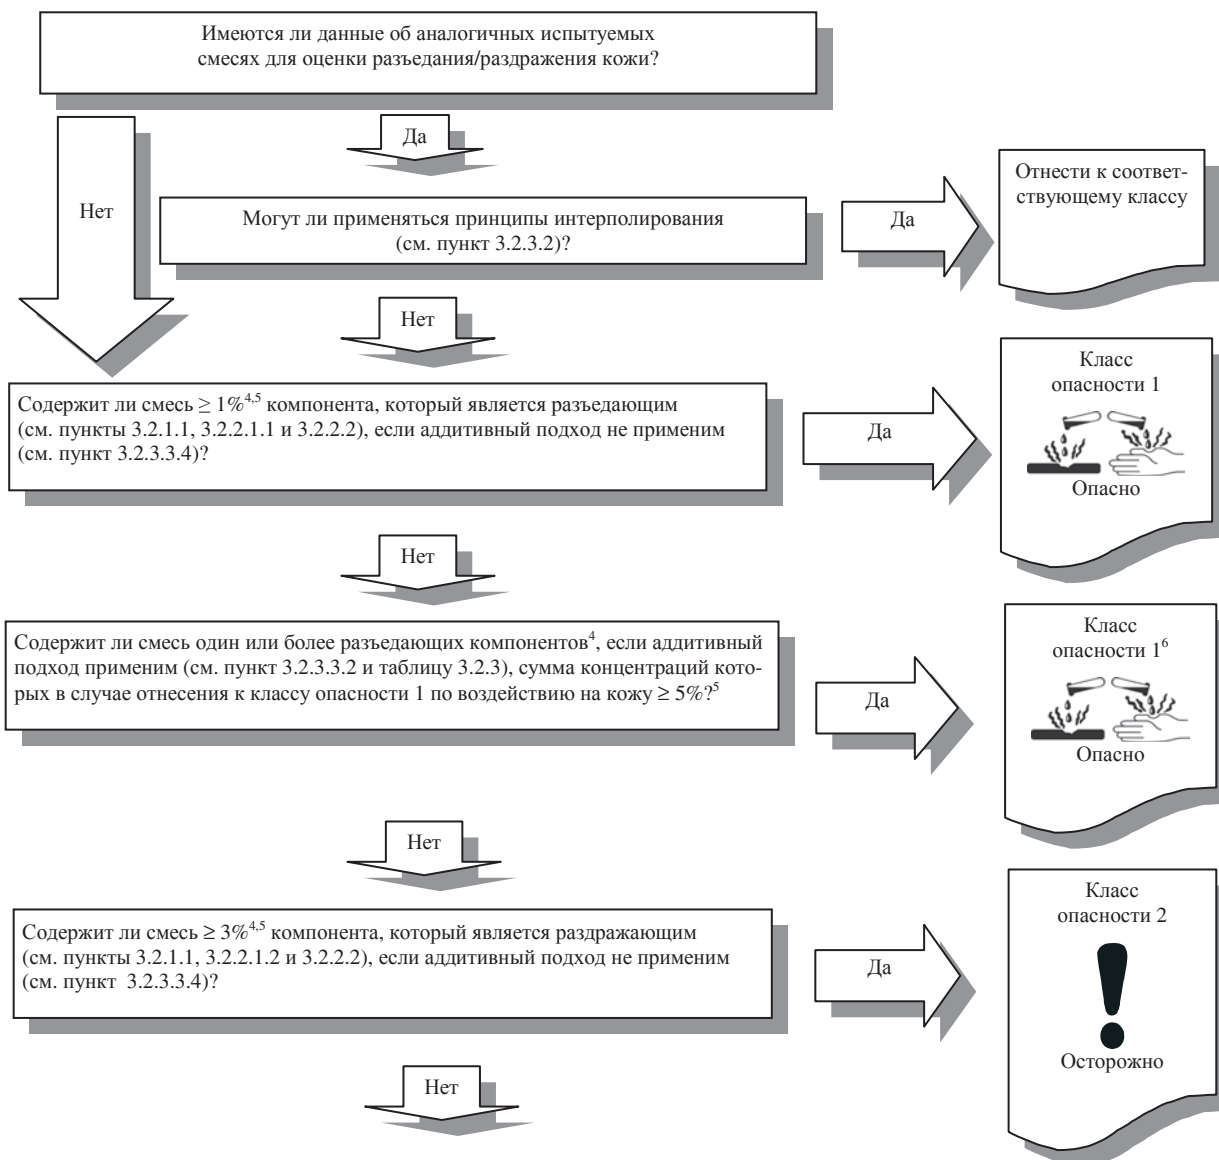 Имеются ли данные об аналогичных испытуемых
смесях для оценки разъедания/раздражения кожи?
Да
Нет
Могут ли применяться принципы интерполирования
(см. пункт 3.2.3.2)?
Да
Отнести к соответ-
ствующему классу
Нет
Содержит ли смесь ≥ 1%4,5 компонента, который является разъедающим
(см. пункты 3.2.1.1, 3.2.2.1.1 и 3.2.2.2), если аддитивный подход не применим
(см. пункт 3.2.3.3.4)?
Да
Класс
опасности 1
Опасно
Нет
Содержит ли смесь один или более разъедающих компонентов4, если аддитивный
подход применим (см. пункт 3.2.3.3.2 и таблицу 3.2.3), сумма концентраций кото-
рых в случае отнесения к классу опасности 1 по воздействию на кожу ≥ 5%?5
Да
Класс
опасности 16
Опасно
Нет
Содержит ли смесь ≥ 3%4,5 компонента, который является раздражающим
(см. пункты 3.2.1.1, 3.2.2.1.2 и 3.2.2.2), если аддитивный подход не применим
(см. пункт 3.2.3.3.4)?
Да
Класс
опасности 2
Осторожно
Нет